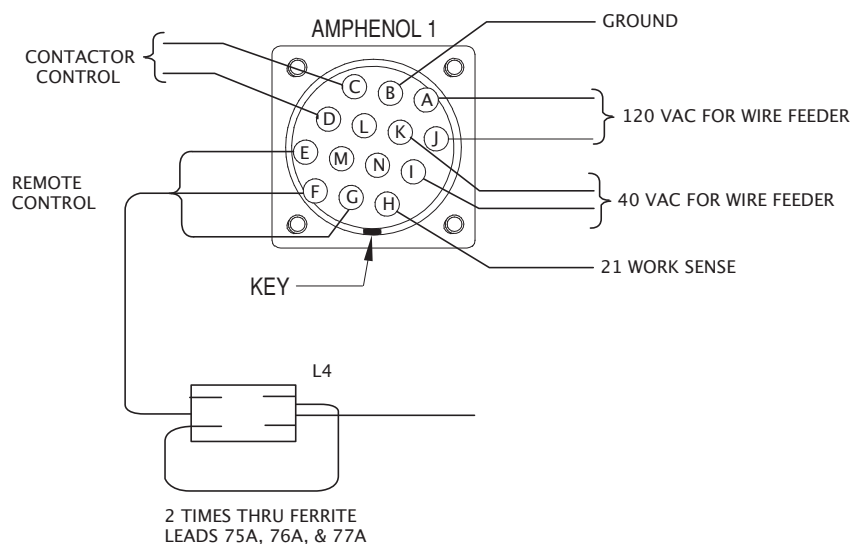 AMPHENOL 1
GROUND
CONTACTOR
CONTROL
C
B
A
D
L
K
J
120 VAC FOR WIRE FEEDER
E
M
N
I
REMOTE
CONTROL
F
G
H
40 VAC FOR WIRE FEEDER
21 WORK SENSE
KEY
L4
2 TIMES THRU FERRITE
LEADS 75A, 76A, & 77A